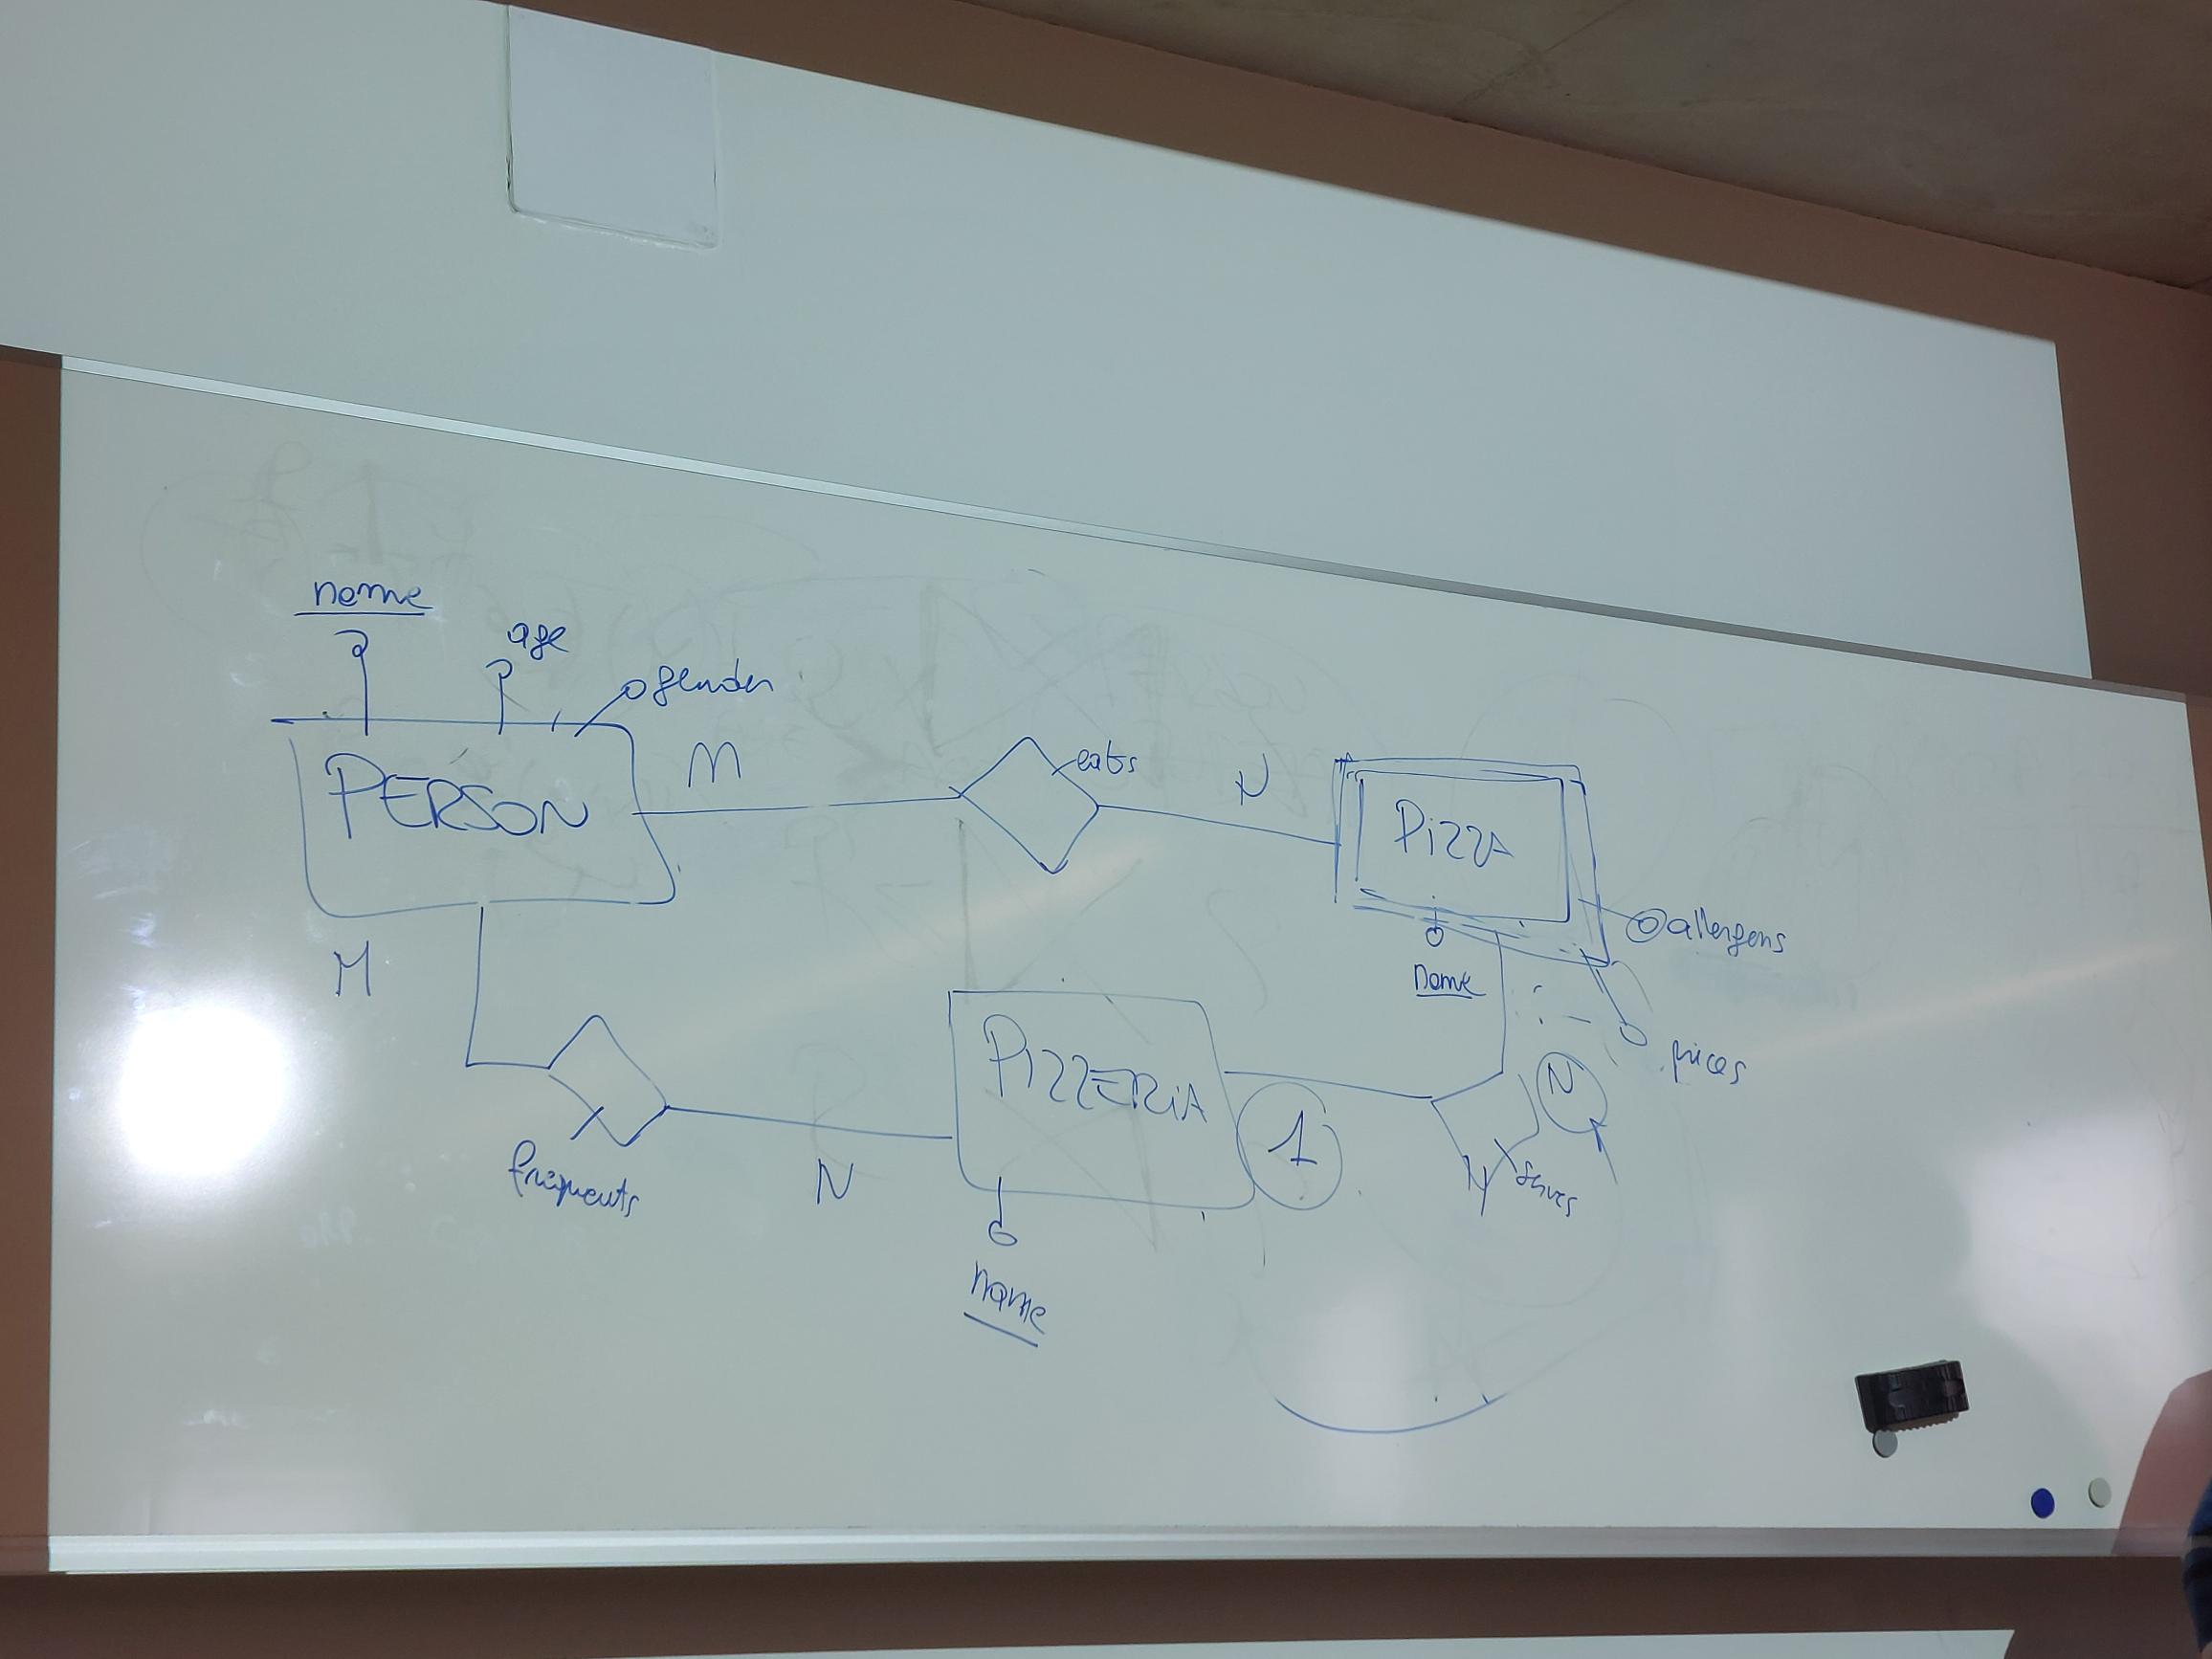 name
age
gender
PERSON
M
eats
N
PizzA
allergens
name
prices
M
frequents
N
PIZZERiA
1
N
serves
name